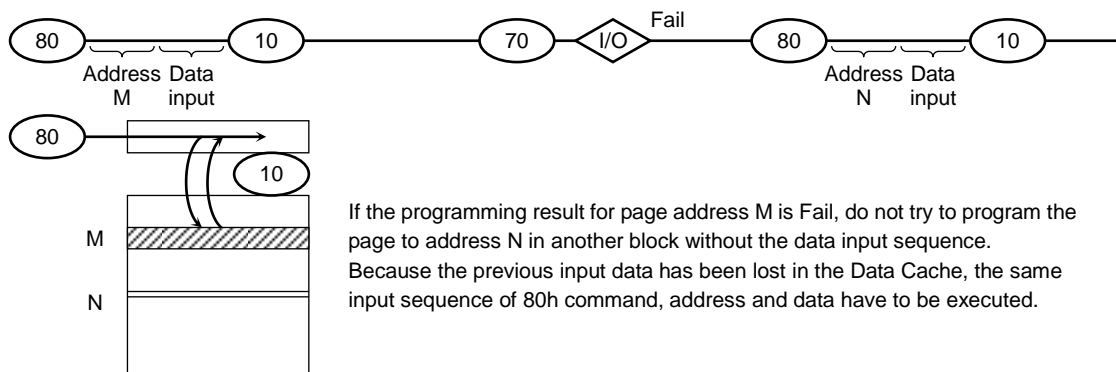 Fail
80 10 70 I/O 80 10
Address Data Address Data
M input N input
80
10
If the programming result for page address M is Fail, do not try to program the
M page to address N in another block without the data input sequence.
Because the previous input data has been lost in the Data Cache, the same
N input sequence of 80h command, address and data have to be executed.